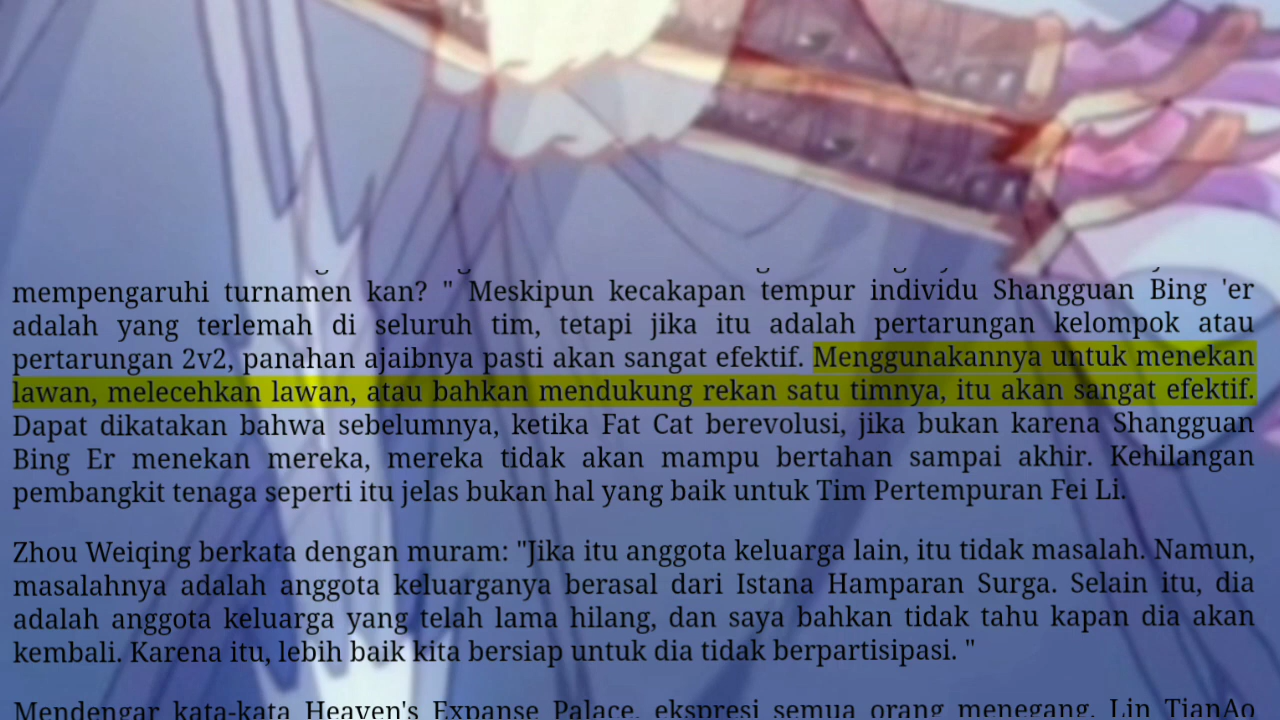 mempengaruhi turnamen kan? " Meskipun kecakapan tempur individu Shangguan Bing 'er
adalah yang terlemah di seluruh tim, tetapi jika itu adalah pertarungan kelompok atau
pertarungan 2v2, panahan ajaibnya pasti akan sangat efektif. Menggunakannya untuk menekan
lawan, melecehkan lawan, atau bahkan mendukung rekan satu timnya, itu akan sangat efektif.
Dapat dikatakan bahwa sebelumnya, ketika Fat Cat berevolusi, jika bukan karena Shangguan
Bing Er menekan mereka, mereka tidak akan mampu bertahan sampai akhir. Kehilangan
pembangkit tenaga seperti itu jelas bukan hal yang baik untuk Tim Pertempuran Fei Li.
Zhou Weiqing berkata dengan muram: "Jika itu anggota keluarga lain, itu tidak masalah. Namun,
masalahnya adalah anggota keluarganya berasal dari Istana Hamparan Surga. Selain itu, dia
adalah anggota keluarga yang telah lama hilang, dan saya bahkan tidak tahu kapan dia akan
kembali. Karena itu, lebih baik kita bersiap untuk dia tidak berpartisipasi. "
Mendengar kata-kata Heaven's Expanse Palace, ekspresi semua orang menegang. Lin TianAo